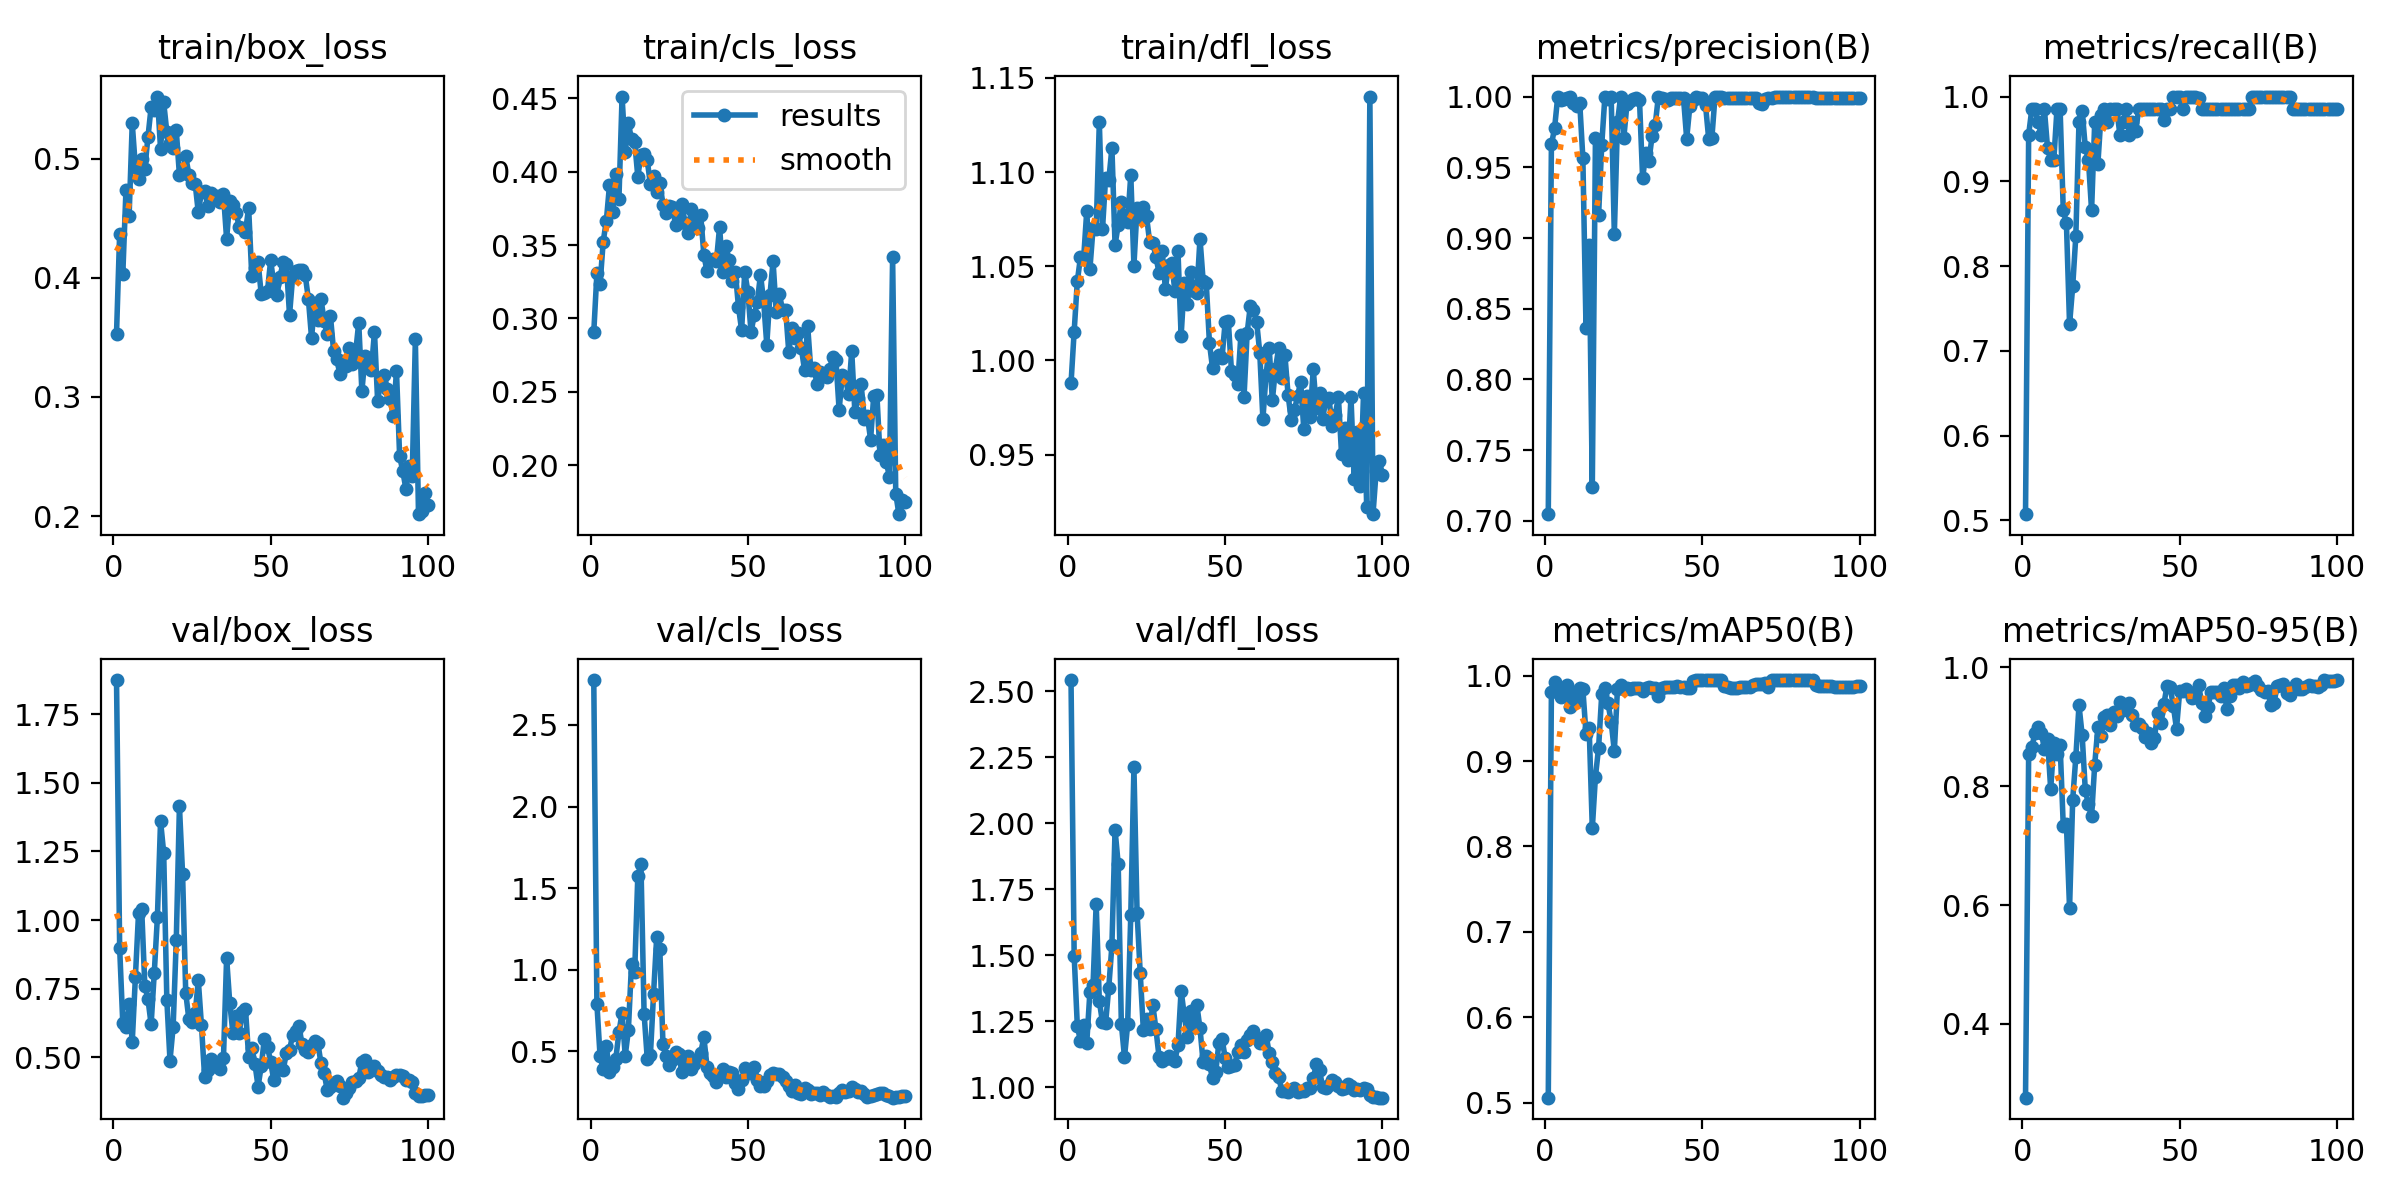 train/box_loss
0.5
0.4
0.3
0.2
0 50 100
train/cls_loss
results
smooth
0.45
0.40
0.35
0.30
0.25
0.20
0 50 100
train/dfl_loss
1.15
1.10
1.05
1.00
0.95
0 50 100
metrics/precision(B)
1.00
0.95
0.90
0.85
0.80
0.75
0.70
0 50 100
metrics/recall(B)
1.0
0.9
0.8
0.7
0.6
0.5
0 50 100
val/box_loss
1.75
1.50
1.25
1.00
0.75
0.50
0 50 100
val/cls_loss
2.5
2.0
1.5
1.0
0.5
0 50 100
val/dfl_loss
2.50
2.25
2.00
1.75
1.50
1.25
1.00
0 50 100
metrics/mAP50(B)
1.0
0.9
0.8
0.7
0.6
0.5
0 50 100
metrics/mAP50-95(B)
1.0
0.8
0.6
0.4
0 50 100